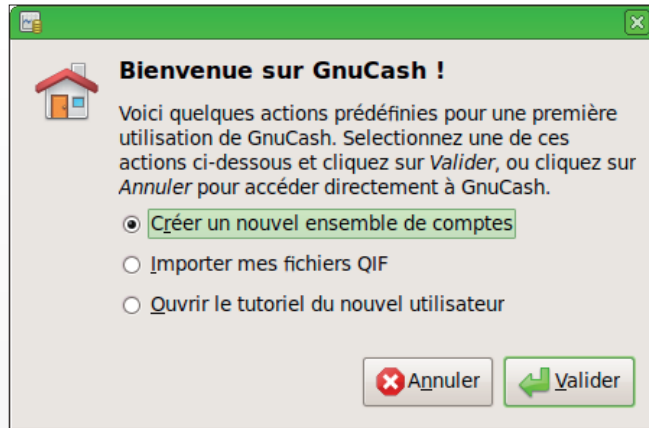 Bienvenue sur GnuCash !
Voici quelques actions prédéfinies pour une première
utilisation de GnuCash. Selectionnez une de ces
actions ci-dessous et cliquez sur Valider, ou cliquez sur
Annuler pour accéder directement à GnuCash.
Créer un nouvel ensemble de comptes
Importer mes fichiers QIF
Ouvrir le tutoriel du nouvel utilisateur
Annuler
Valider